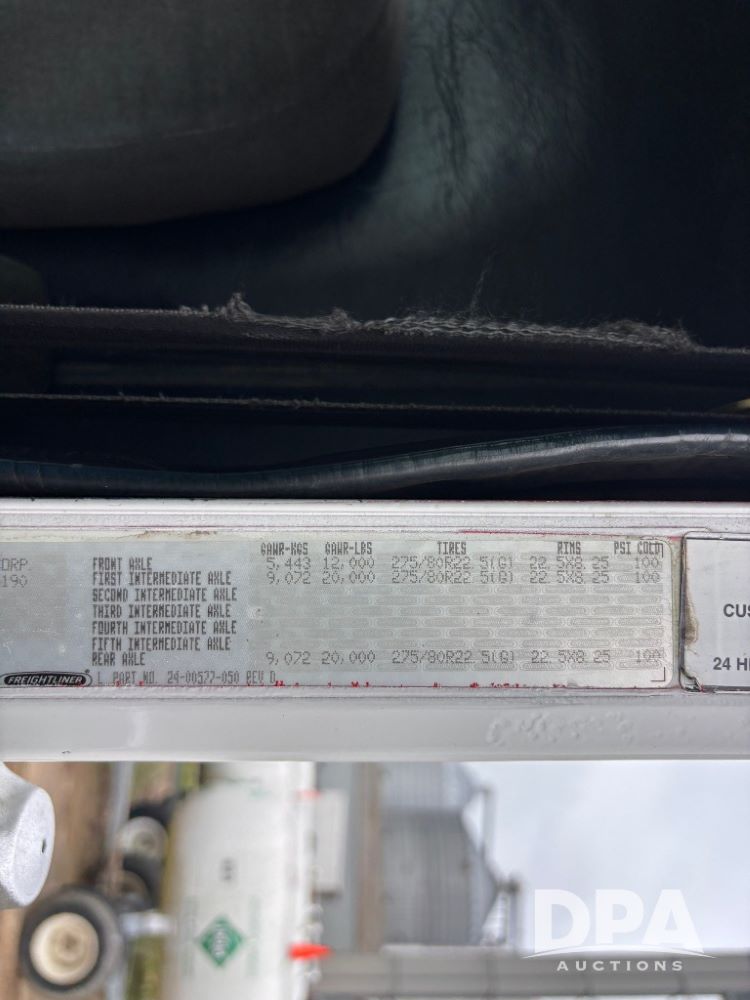 GAWR-KGS GAWR-LBS TIRES RIMS PSI COLD
ORP. FRONT AXLE 5,443 12,000 275/80R22.5(G) 22.5X8.25 100
190 FIRST INTERMEDIATE AXLE 9,072 20,000 275/80R22.5(G) 22.5X8.25 100
SECOND INTERMEDIATE AXLE
THIRD INTERMEDIATE AXLE
FOURTH INTERMEDIATE AXLE
FIFTH INTERMEDIATE AXLE
REAR AXLE 9,072 20,000 275/80R22.5(G) 22.5X8.25 100
FREIGHTLINER PART NO. 24-00577-050 REV D
CUS
24 H
DPA
AUCTIONS